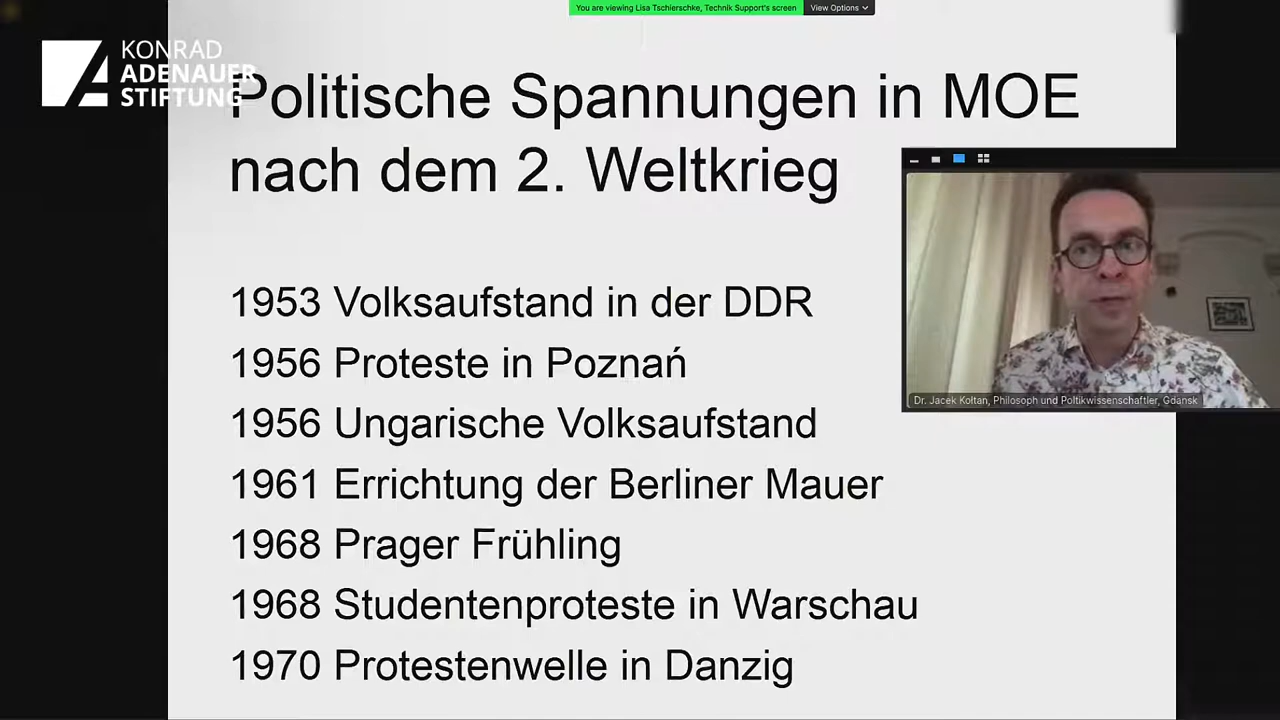 You are viewing Lisa Tschierschke, Technik Support's screen
View Options
KONRAD
ADENAUER
STIFTUNG
Politische Spannungen in MOE
nach dem 2. Weltkrieg
1953 Volksaufstand in der DDR
1956 Proteste in Poznań
1956 Ungarische Volksaufstand
1961 Errichtung der Berliner Mauer
1968 Prager Frühling
1968 Studentenproteste in Warschau
1970 Protestenwelle in Danzig
Dr. Jacek Kołtan, Philosoph und Poltikwissenschaftler, Gdansk